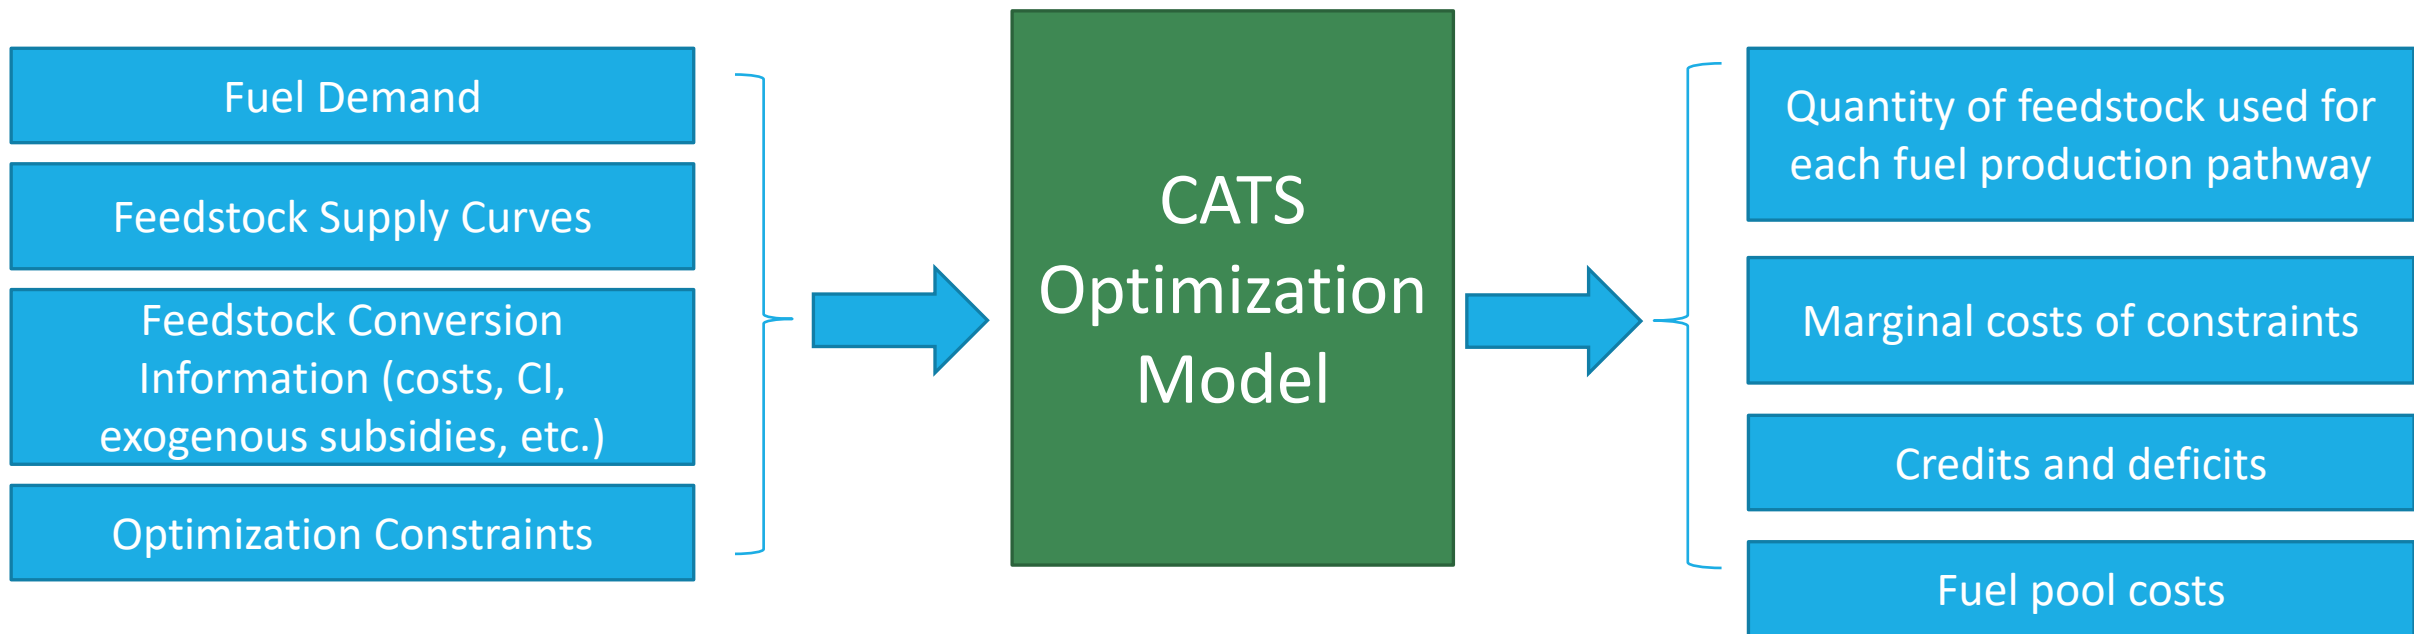 Fuel Demand
Feedstock Supply Curves
Feedstock Conversion
Information (costs, CI,
exogenous subsidies, etc.)
Optimization Constraints
CATS
Optimization
Model
Quantity of feedstock used for
each fuel production pathway
Marginal costs of constraints
Credits and deficits
Fuel pool costs